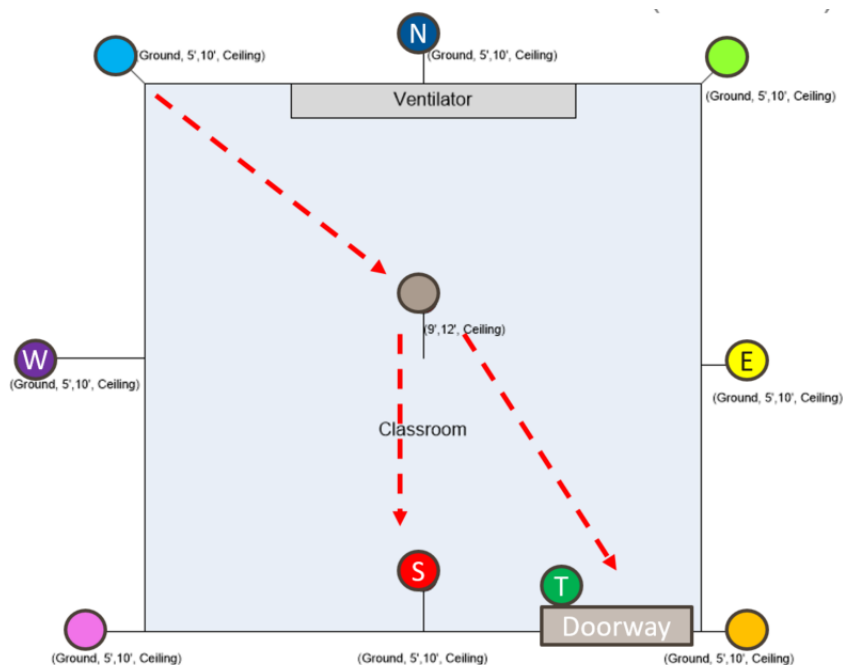 N
(Ground, 5',10', Ceiling)
(Ground, 5',10', Ceiling)
(Ground, 5',10', Ceiling)
Ventilator
(9',12', Ceiling)
W
E
(Ground, 5',10', Ceiling)
(Ground, 5',10', Ceiling)
Classroom
S
T
Doorway
(Ground, 5',10', Ceiling)
(Ground, 5',10', Ceiling)
(Ground, 5',10', Ceiling)